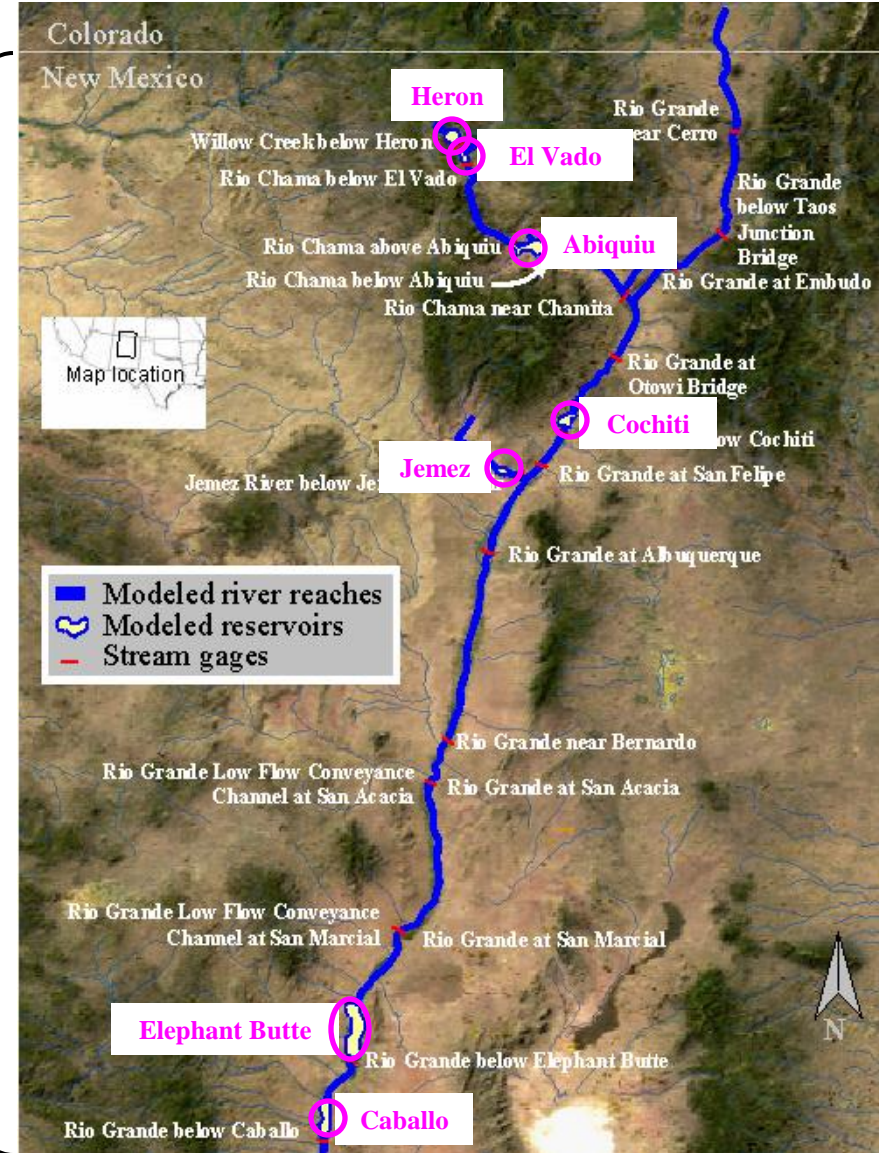 Colorado
New Mexico
Heron
Rio Grande
ear Cerro
Willow Creek below Heron
El Vado
Rio Chama below El Vado
Rio Grande
below Taos
Junction
Bridge
Rio Chama above Abiquiu
Abiquiu
Rio Chama below Abiquiu
Rio Grande at Embudo
Rio Chama near Chamita
Map location
Rio Grande at
Otowi Bridge
Cochiti
ow Cochiti
Jemez
Rio Grande at San Felipe
Jemez River below Je
Rio Grande at Albuquerque
Modeled river reaches
Modeled reservoirs
Stream gages
Rio Grande near Bernardo
Rio Grande Low Flow Conveyance
Channel at San Acacia
Rio Grande at San Acacia
Rio Grande Low Flow Conveyance
Channel at San Marcial
Rio Grande at San Marcial
N
Elephant Butte
Rio Grande below Elephant Butte
Caballo
Rio Grande below Caballo